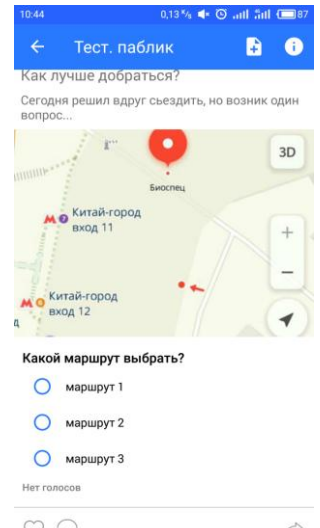 10:44
0,13 ᴷ/s
87
Тест. паблик
Как лучше добраться?
Сегодня решил вдруг сьездить, но возник один
вопрос...
3D
Биоспец
М Китай-город
вход 11
М Китай-город
вход 12
Какой маршрут выбрать?
маршрут 1
маршрут 2
маршрут 3
Нет голосов